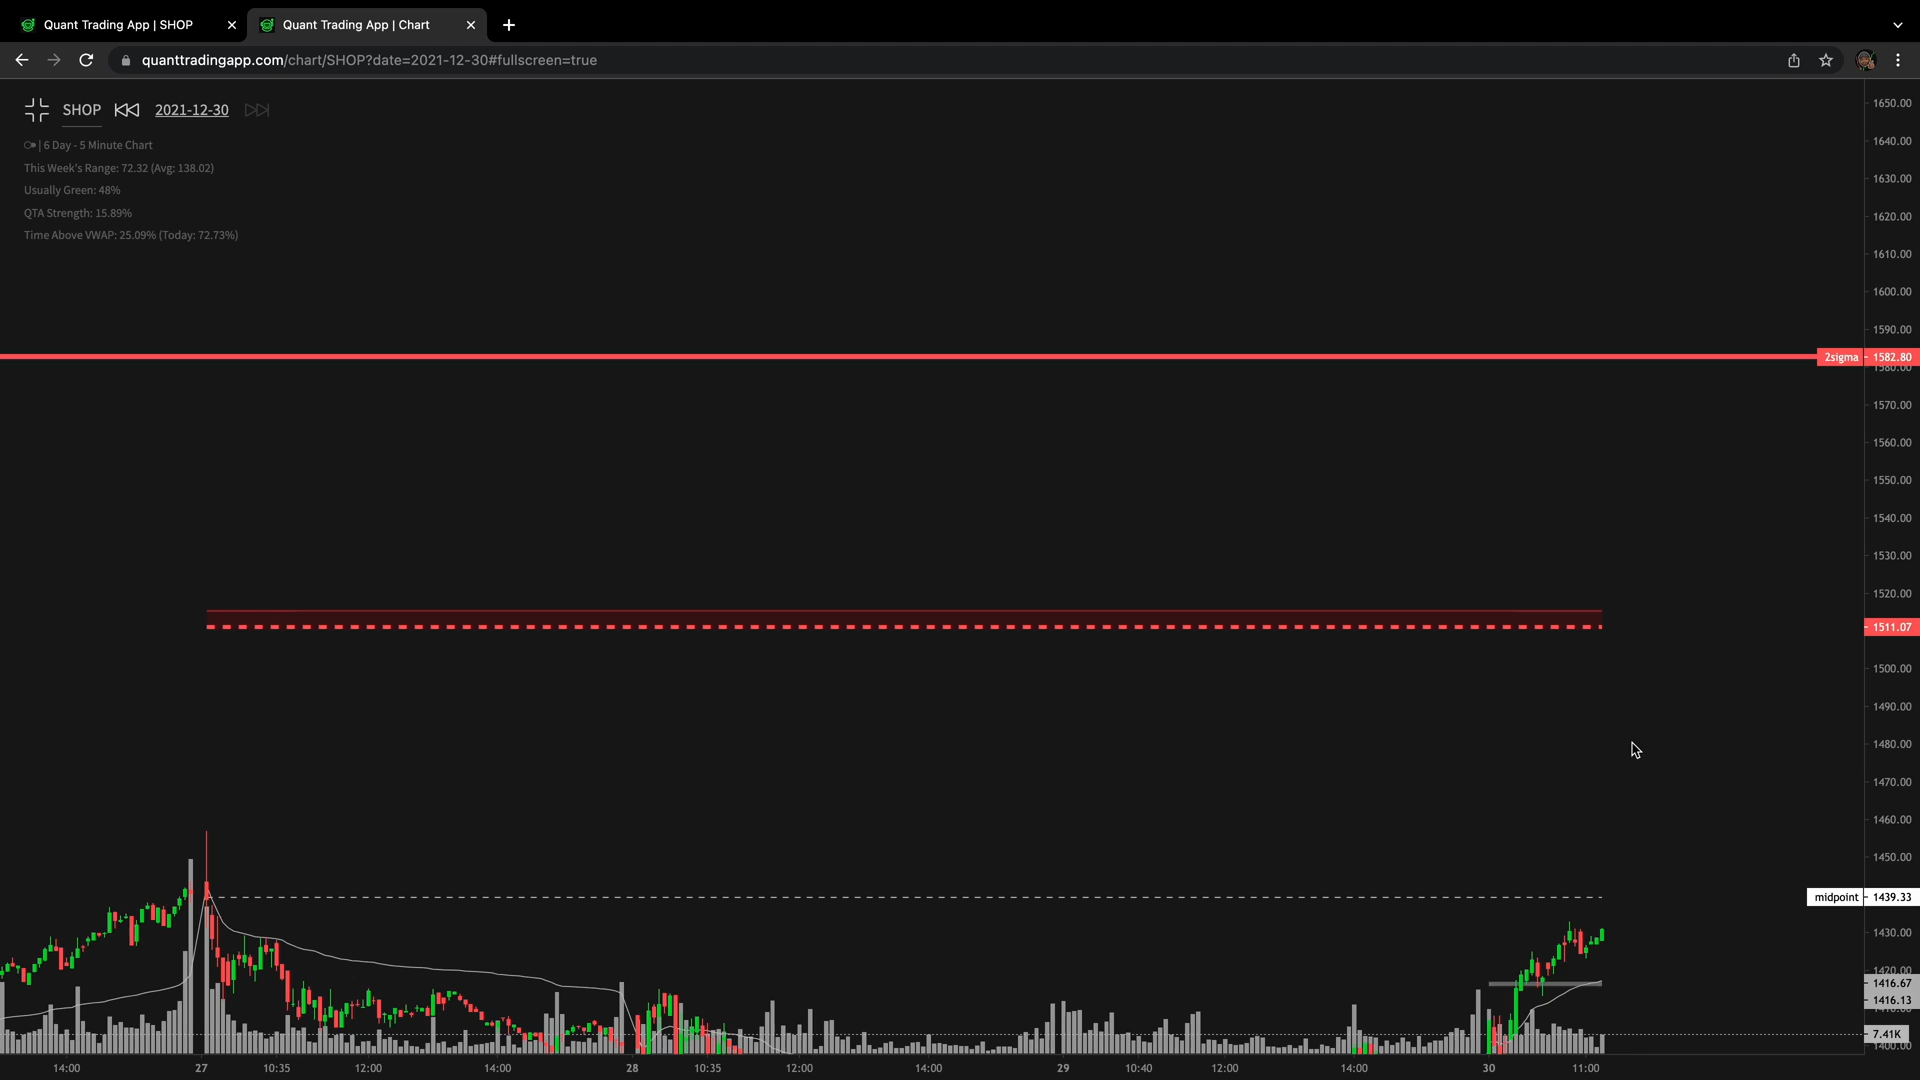 Quant Trading App | SHOP
Quant Trading App | Chart
quanttradingapp.com/chart/SHOP?date=2021-12-30#fullscreen=true
SHOP 2021-12-30
| 6 Day - 5 Minute Chart
This Week's Range: 72.32 (Avg: 138.02)
Usually Green: 48%
QTA Strength: 15.89%
Time Above VWAP: 25.09% (Today: 72.73%)
1650.00
1640.00
1630.00
1620.00
1610.00
1600.00
1590.00
2sigma 1582.80
1580.00
1570.00
1560.00
1550.00
1540.00
1530.00
1520.00
1511.07
1500.00
1490.00
1480.00
1470.00
1460.00
1450.00
midpoint 1439.33
1430.00
1420.00
1416.67
1416.13
7.41K
1400.00
14:00 27 10:35 12:00 14:00 28 10:35 12:00 14:00 29 10:40 12:00 14:00 30 11:00